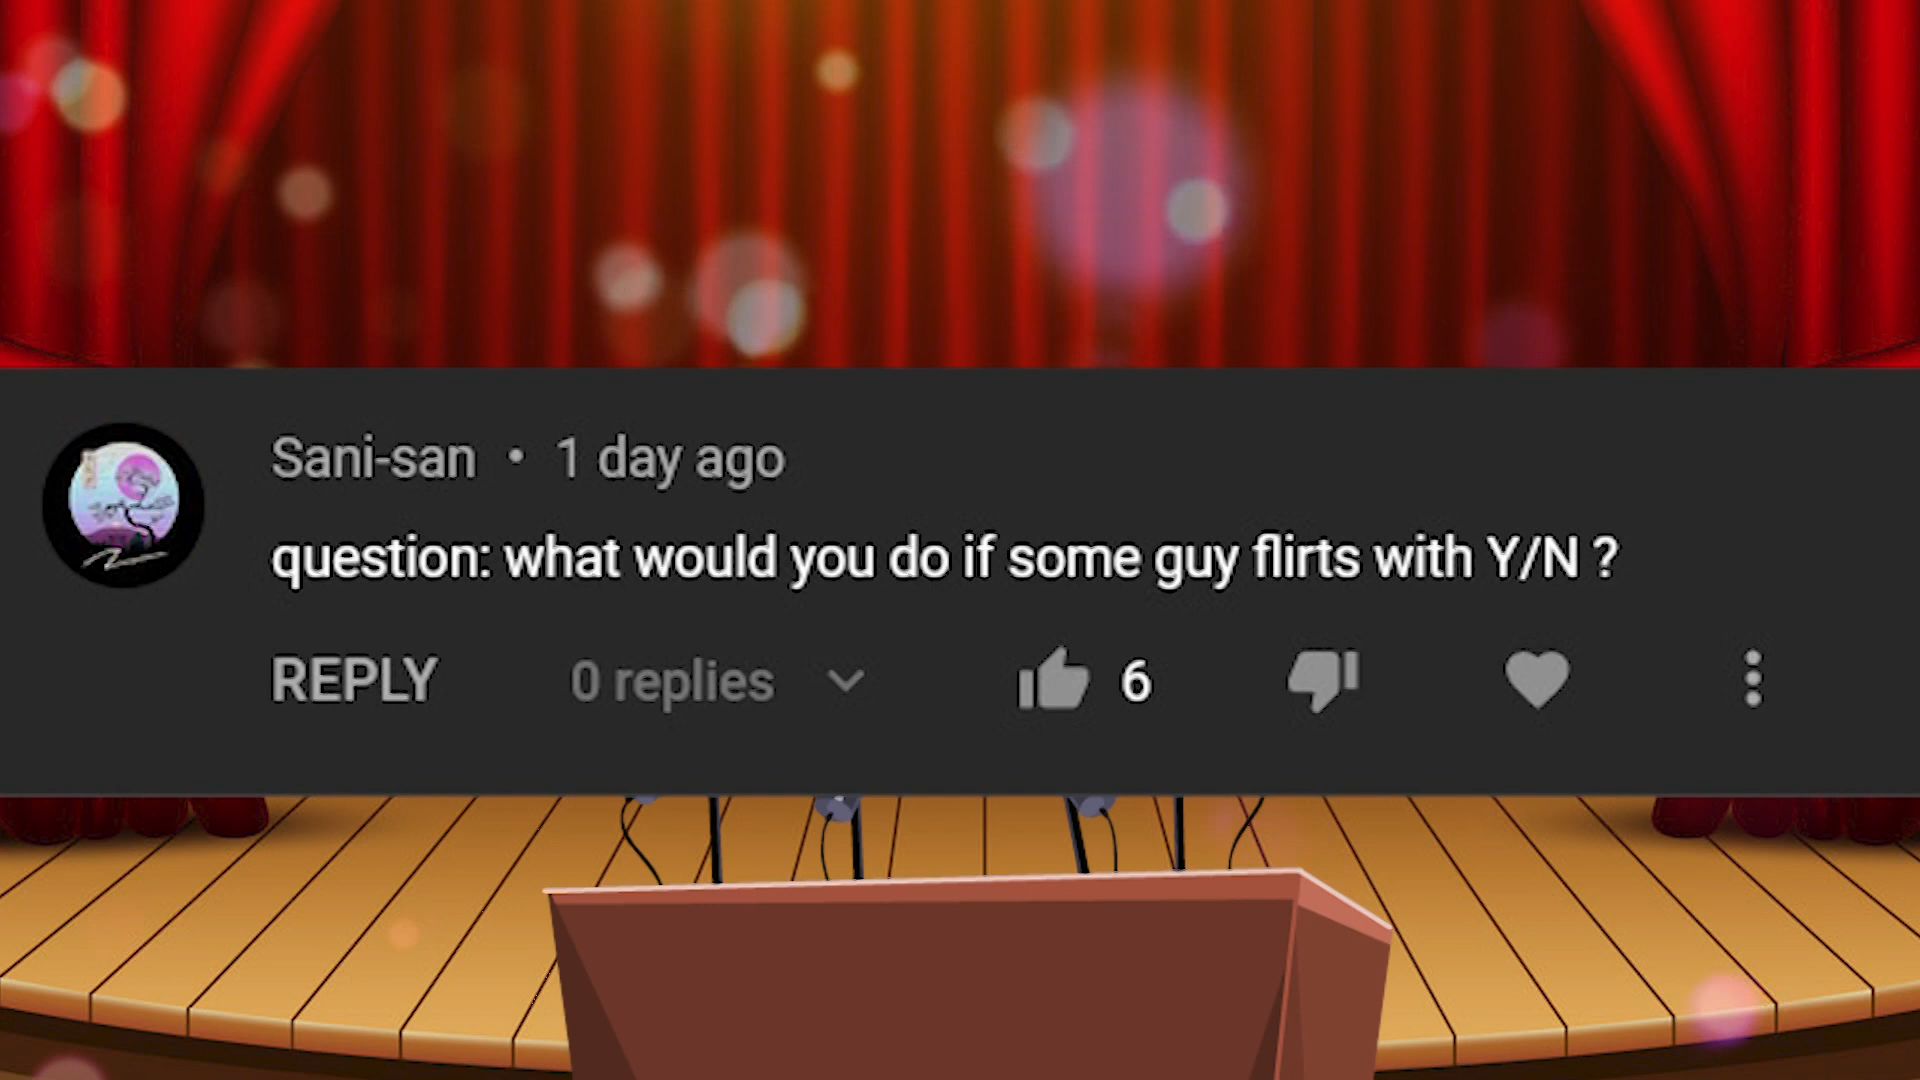 Sani-san • 1 day ago
question: what would you do if some guy flirts with Y/N ?
REPLY 0 replies 6